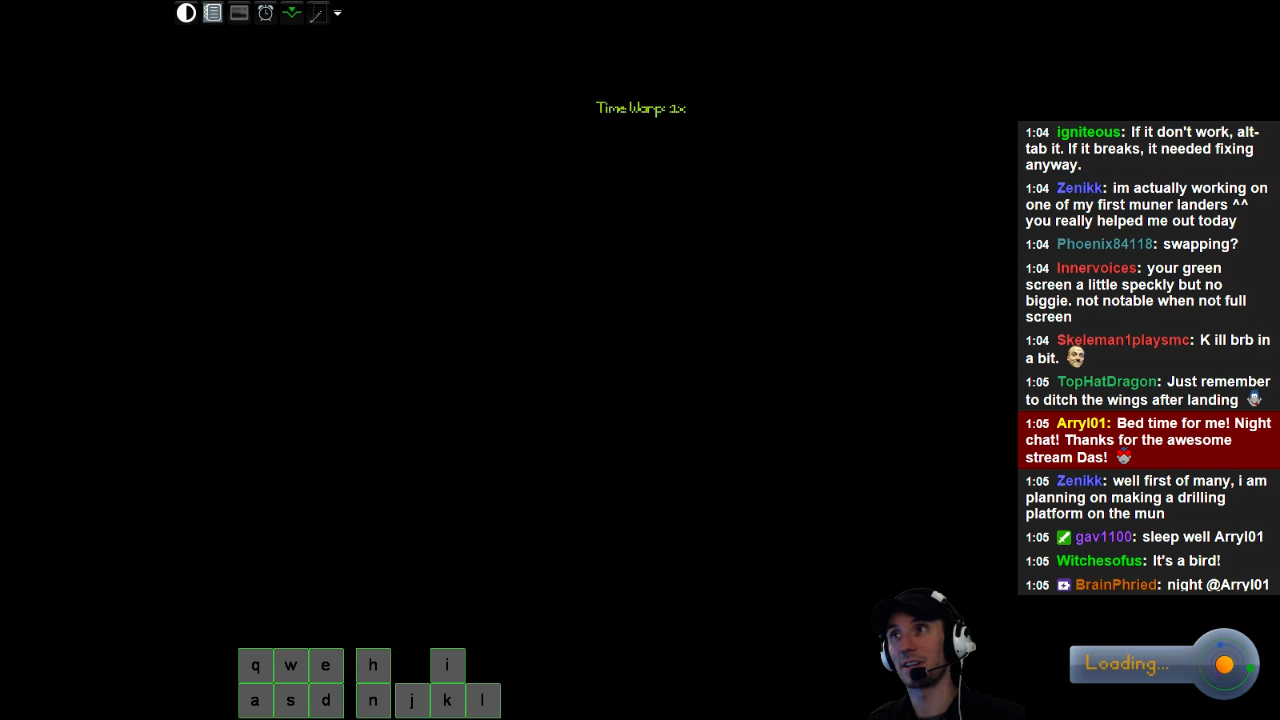 Time Warp: 1x
1:04 igniteous: If it don't work, alt-
tab it. If it breaks, it needed fixing
anyway.
1:04 Zenikk: im actually working on
one of my first muner landers ^^
you really helped me out today
1:04 Phoenix84118: swapping?
1:04 Innervoices: your green
screen a little speckly but no
biggie. not notable when not full
screen
1:04 Skeleman1playsmc: K ill brb in
a bit.
1:05 TopHatDragon: Just remember
to ditch the wings after landing
1:05 Arryl01: Bed time for me! Night
chat! Thanks for the awesome
stream Das!
1:05 Zenikk: well first of many, i am
planning on making a drilling
platform on the mun
1:05 gav1100: sleep well Arryl01
1:05 Witchesofus: It's a bird!
1:05 BrainPhried: night @Arryl01
q w e h i
a s d n j k l
Loading...